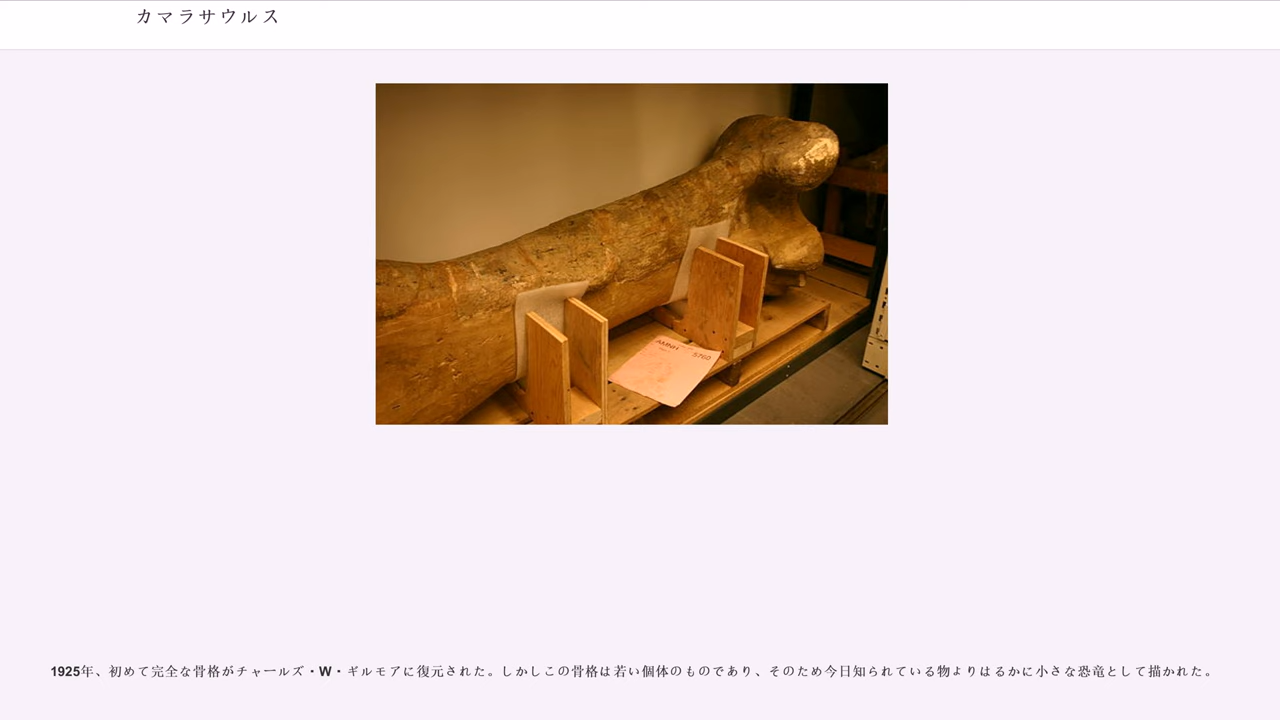 カマラサウルス
AMNH
5760
1925年、初めて完全な骨格がチャールズ・W・ギルモアに復元された。しかしこの骨格は若い個体のものであり、そのため今日知られている物よりはるかに小さな恐竜として描かれた。